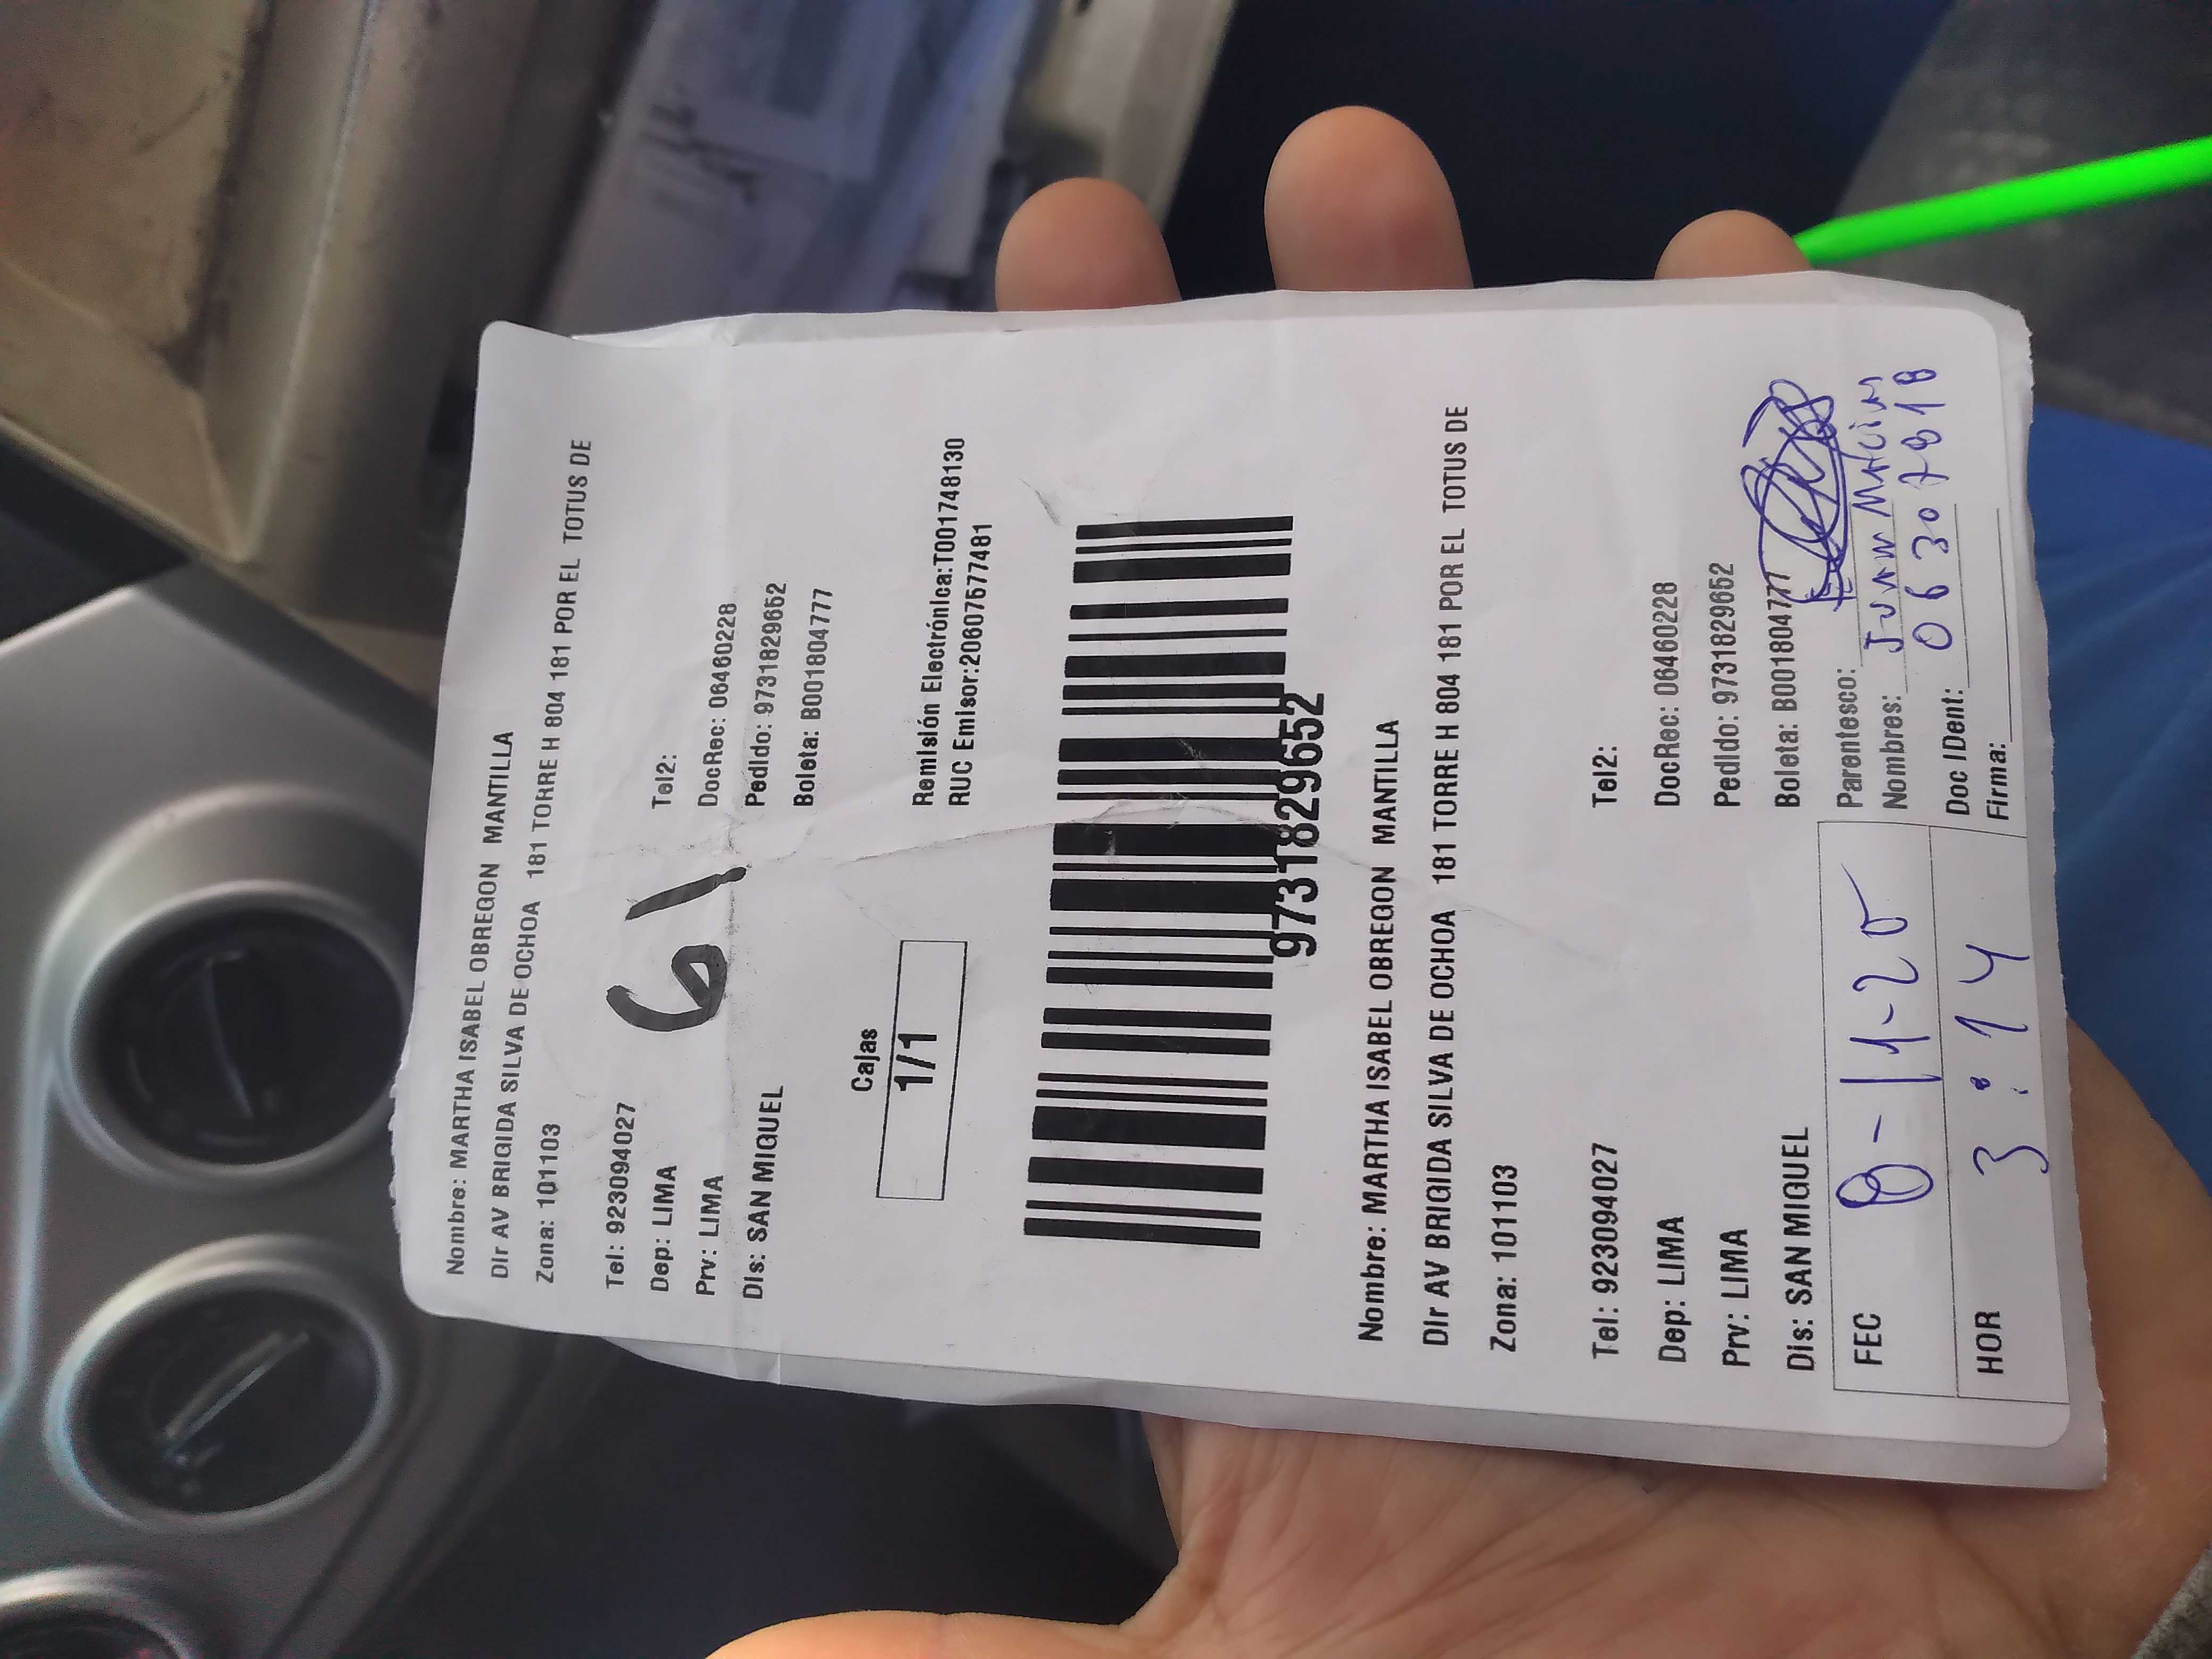 Nombre: MARTHA ISABEL OBREGON MANTILLA
Dir AV BRIGIDA SILVA DE OCHOA 181 TORRE H 804 181 POR EL TOTUS DE
Zona: 101103
Tel: 923094027 Tel2:
Dep: LIMA DocRec: 06460228
Prv: LIMA Pedido: 9731829652
Dis: SAN MIGUEL Boleta: B001804777
61
Cajas
1/1
Remisión Electrónica:T001748130
RUC Emisor:20607577481
9731829652
Nombre: MARTHA ISABEL OBREGON MANTILLA
Dir AV BRIGIDA SILVA DE OCHOA 181 TORRE H 804 181 POR EL TOTUS DE
Zona: 101103
Tel: 923094027 Tel2:
Dep: LIMA DocRec: 06460228
Prv: LIMA Pedido: 9731829652
Dis: SAN MIGUEL Boleta: B001804777
FEC 8-11-25
HOR 3:14
Parentesco:
Nombres: Juan
Doc IDent: 06307818
Firma: